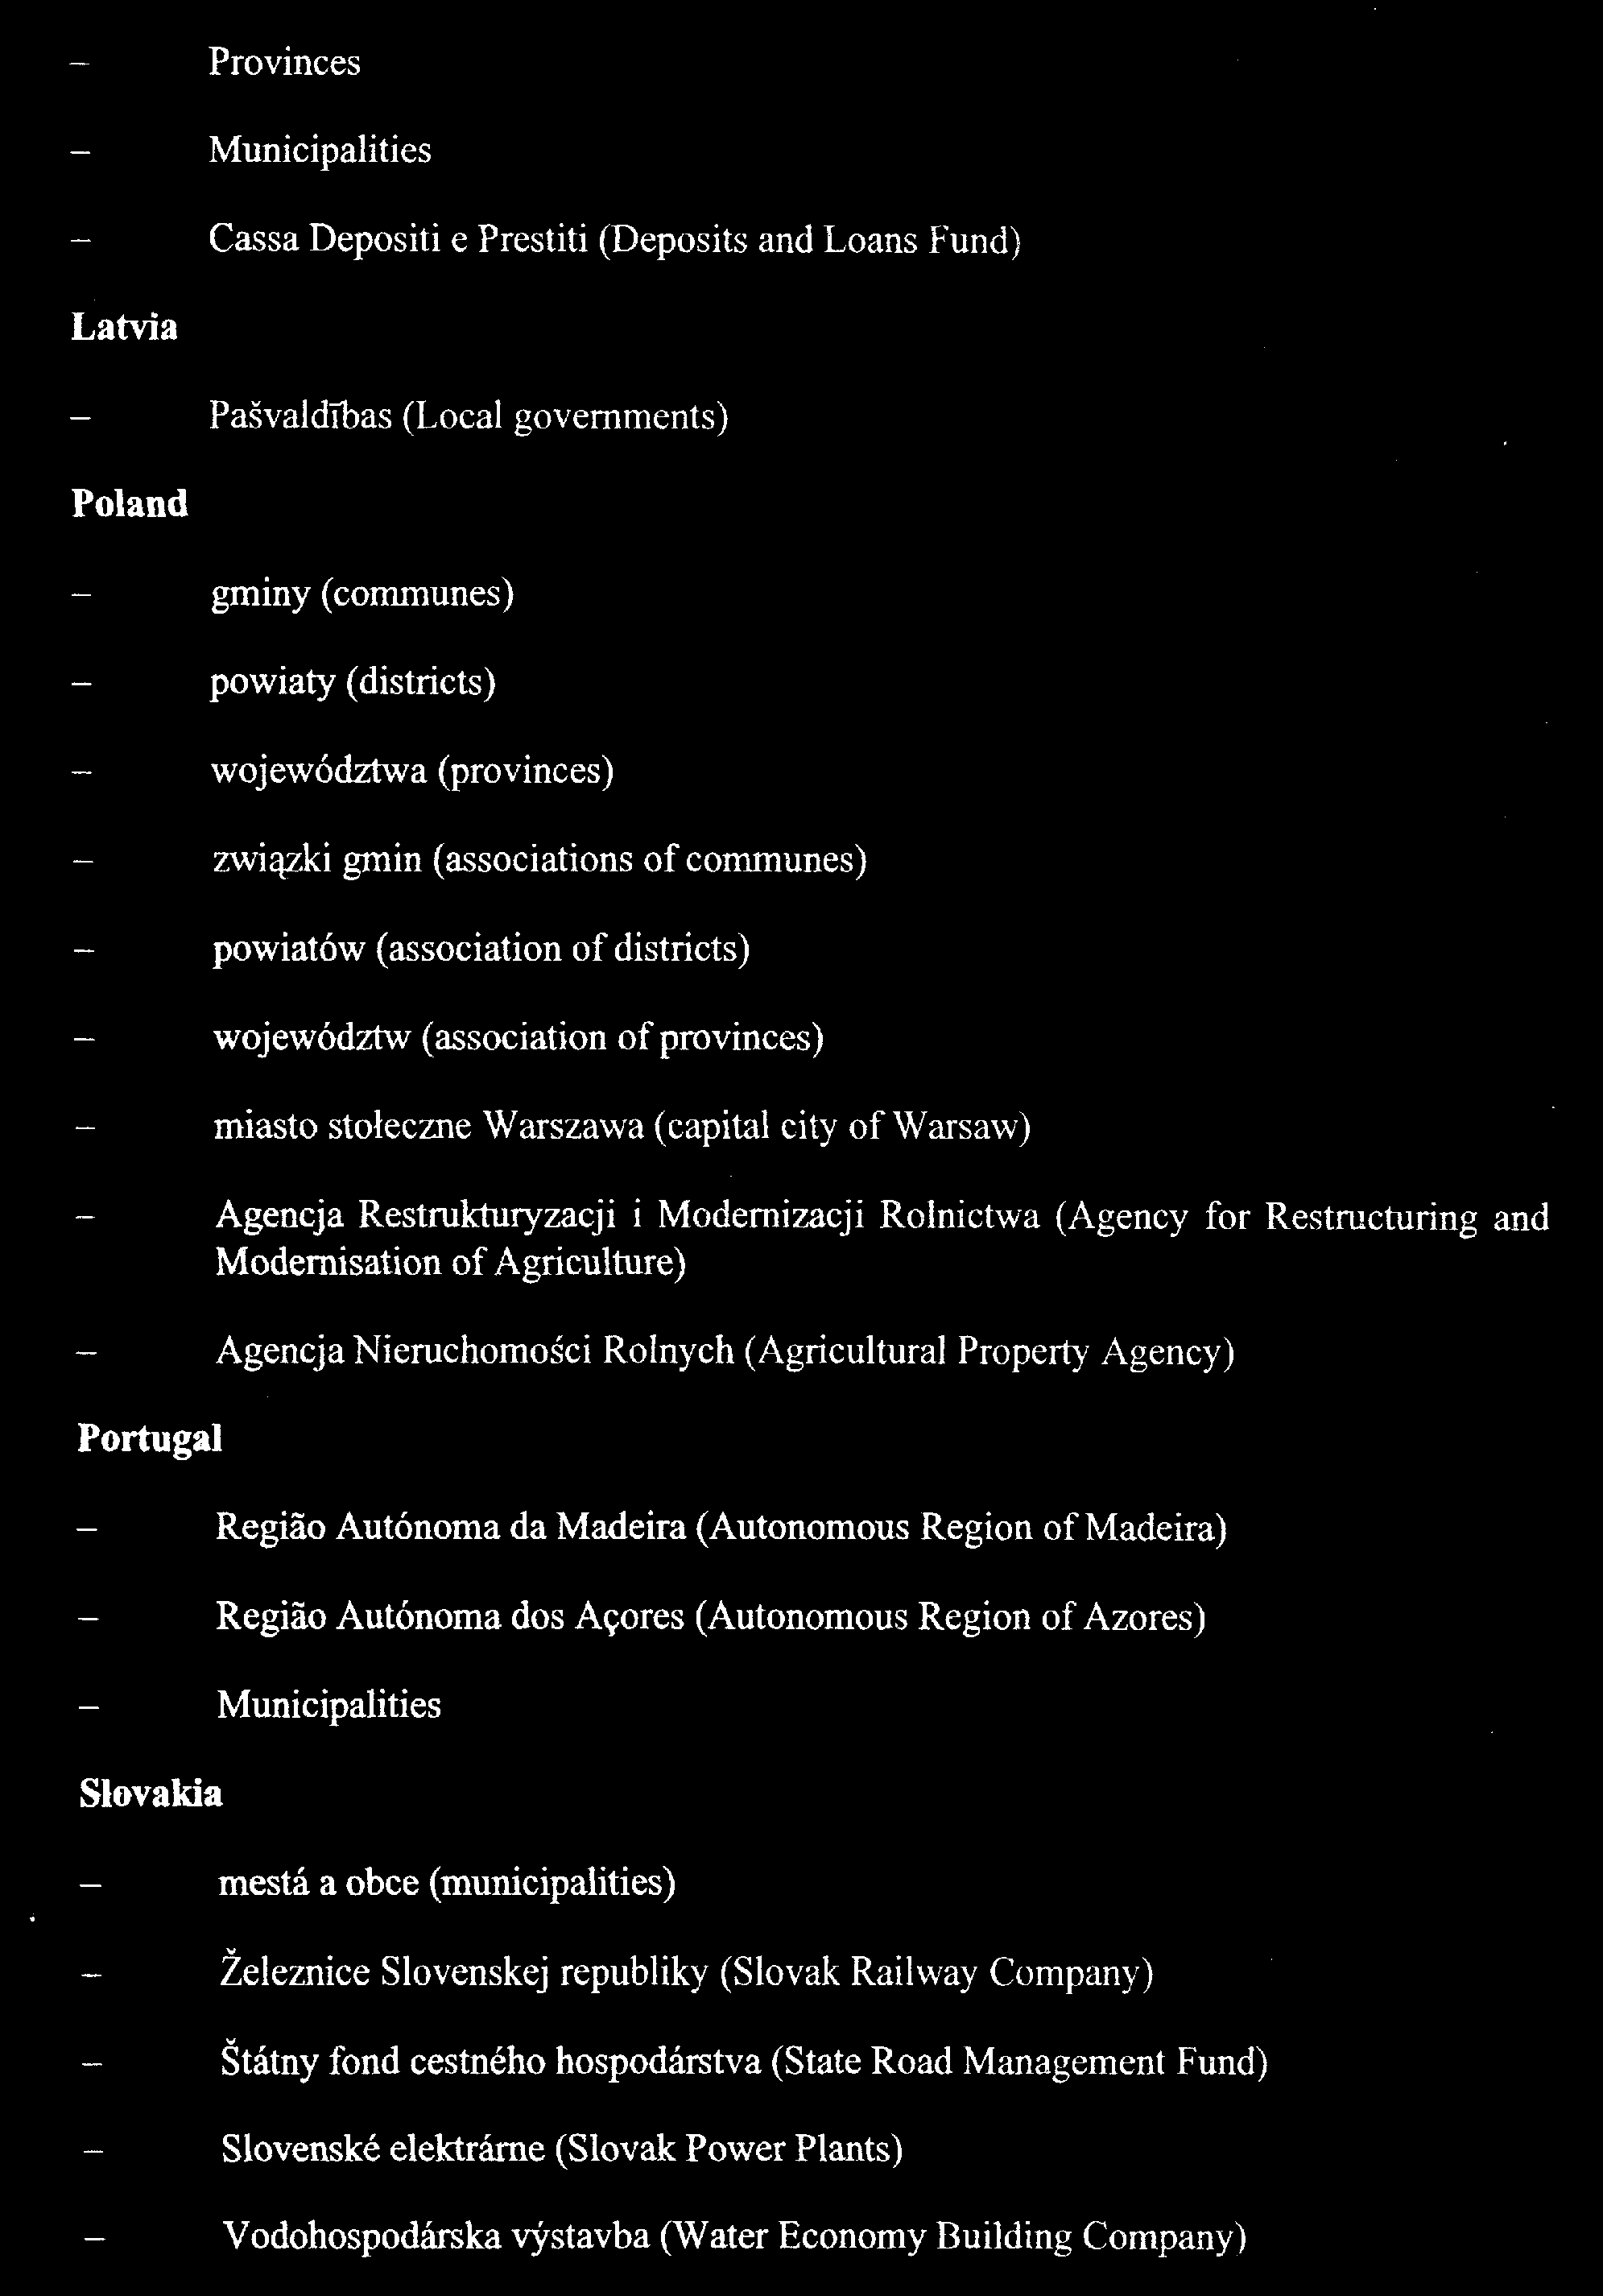 – Provinces
– Municipalities
– Cassa Depositi e Prestiti (Deposits and Loans Fund)
Latvia
– Pašvaldības (Local governments)
Poland
– gminy (communes)
– powiaty (districts)
– województwa (provinces)
– związki gmin (associations of communes)
– powiatów (association of districts)
– województw (association of provinces)
– miasto stołeczne Warszawa (capital city of Warsaw)
– Agencja Restrukturyzacji i Modernizacji Rolnictwa (Agency for Restructuring and
Modernisation of Agriculture)
– Agencja Nieruchomości Rolnych (Agricultural Property Agency)
Portugal
– Região Autónoma da Madeira (Autonomous Region of Madeira)
– Região Autónoma dos Açores (Autonomous Region of Azores)
– Municipalities
Slovakia
– mestá a obce (municipalities)
– Železnice Slovenskej republiky (Slovak Railway Company)
– Štátny fond cestného hospodárstva (State Road Management Fund)
– Slovenské elektrárne (Slovak Power Plants)
– Vodohospodárska výstavba (Water Economy Building Company)